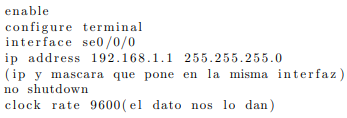 enable
configure terminal
interface se0/0/0
ip address 192.168.1.1 255.255.255.0
(ip y mascara que pone en la misma interfaz)
no shutdown
clock rate 9600(el dato nos lo dan)